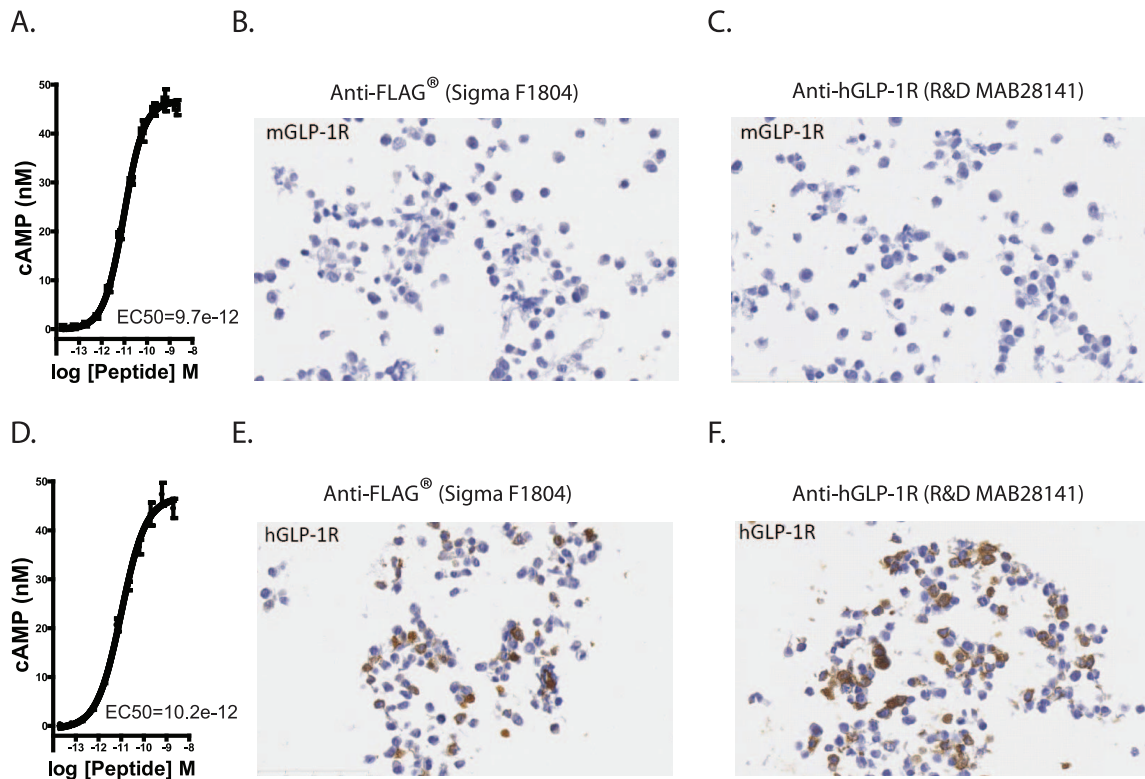 A.
B.
C.
Anti-FLAG® (Sigma F1804)
Anti-hGLP-1R (R&D MAB28141)
50
40
30
20
10
0
cAMP (nM)
EC50=9.7e-12
-13 -12 -11 -10 -9 -8
log [Peptide] M
mGLP-1R
mGLP-1R
D.
E.
F.
Anti-FLAG® (Sigma F1804)
Anti-hGLP-1R (R&D MAB28141)
50
40
30
20
10
0
cAMP (nM)
EC50=10.2e-12
-13 -12 -11 -10 -9 -8
log [Peptide] M
hGLP-1R
hGLP-1R